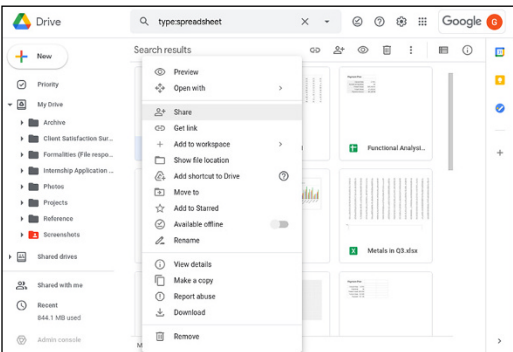 Drive
type:spreadsheet
Google
G
New
Search results
Priority
My Drive
Archive
Client Satisfaction Sur...
Formalities (File respo...
Internship Application ...
Photos
Projects
Reference
Screenshots
Shared drives
Shared with me
Recent
844.1 MB used
Admin console
Preview
Open with
Share
Get link
Add to workspace
Show file location
Add shortcut to Drive
Move to
Add to Starred
Available offline
Rename
View details
Make a copy
Report abuse
Download
Remove
Functional Analysi...
Metals in Q3.xlsx